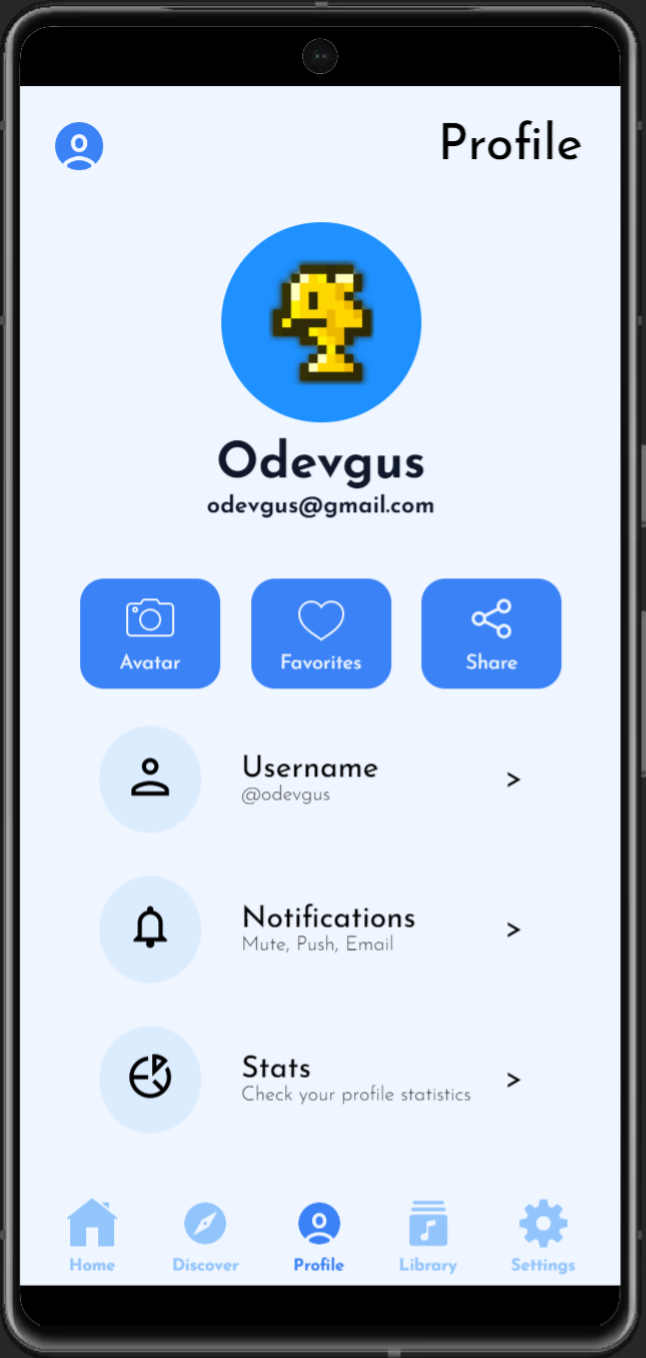 Profile
Odevgus
odevgus@gmail.com
Avatar
Favorites
Share
Username
@odevgus
>
Notifications
Mute, Push, Email
>
Stats
Check your profile statistics
>
Home
Discover
Profile
Library
Settings